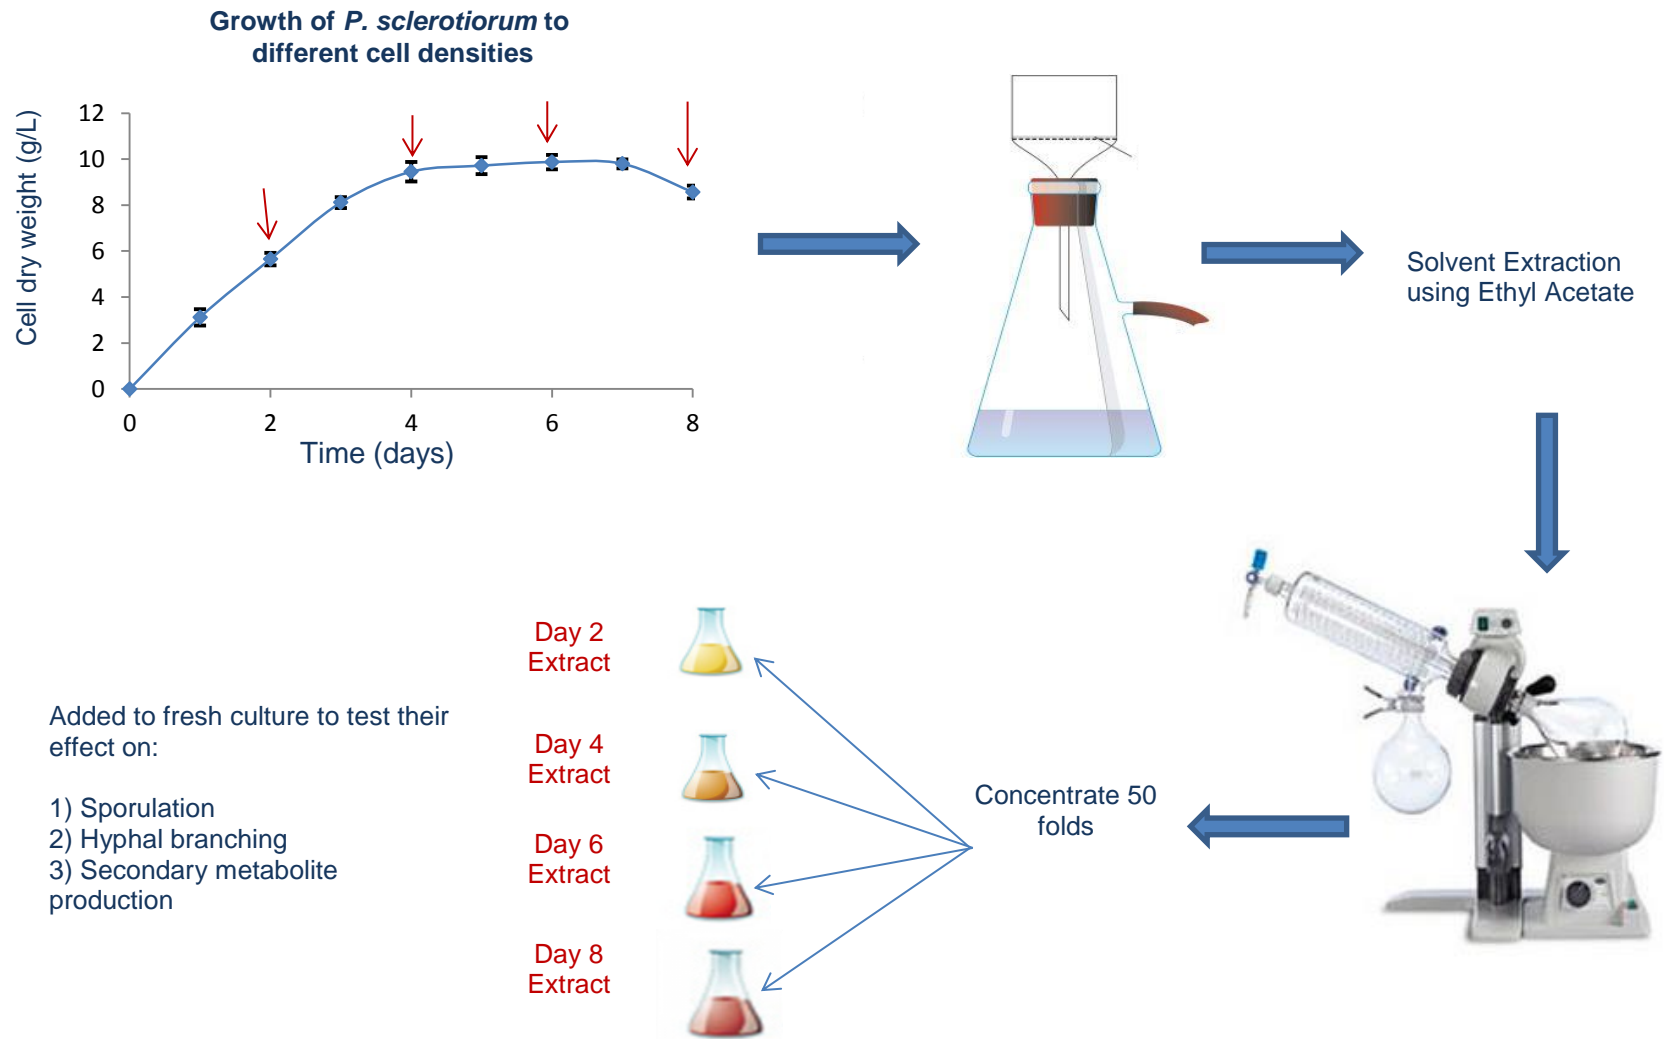 Growth of P. sclerotiorum to
different cell densities
Cell dry weight (g/L)
12
10
8
6
4
2
0
0
2
4
6
8
Time (days)
Solvent Extraction
using Ethyl Acetate
Concentrate 50
folds
Day 2
Extract
Day 4
Extract
Day 6
Extract
Day 8
Extract
Added to fresh culture to test their
effect on:
1) Sporulation
2) Hyphal branching
3) Secondary metabolite
production